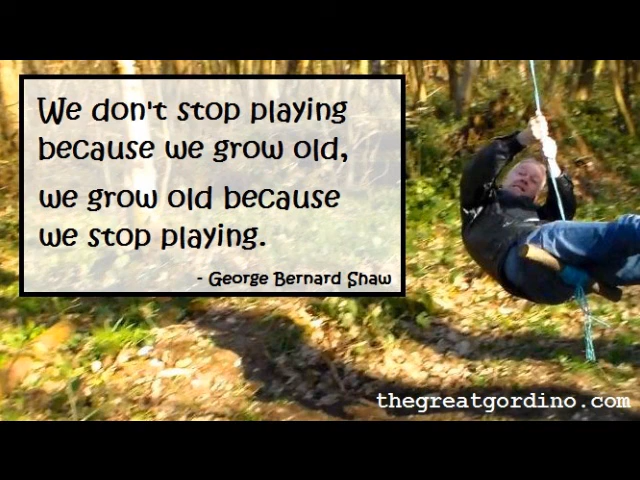 We don't stop playing
because we grow old,
we grow old because
we stop playing.
- George Bernard Shaw
thegreatgordino.com